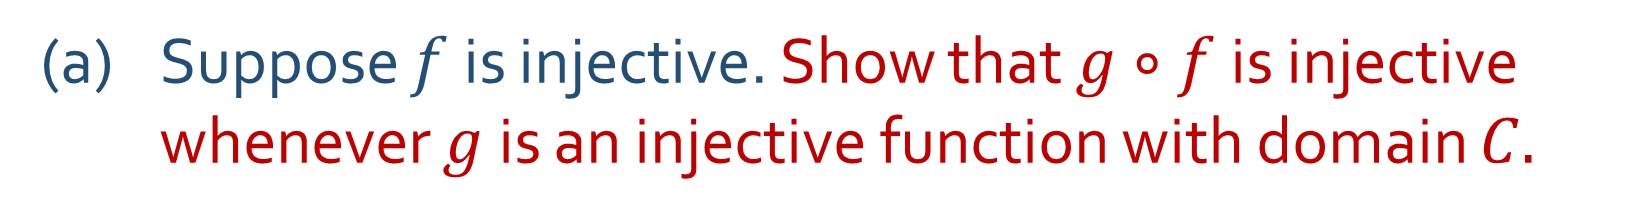 (a) Suppose 𝑓 is injective. Show that 𝑔 ∘ 𝑓 is injective
whenever 𝑔 is an injective function with domain 𝐶.